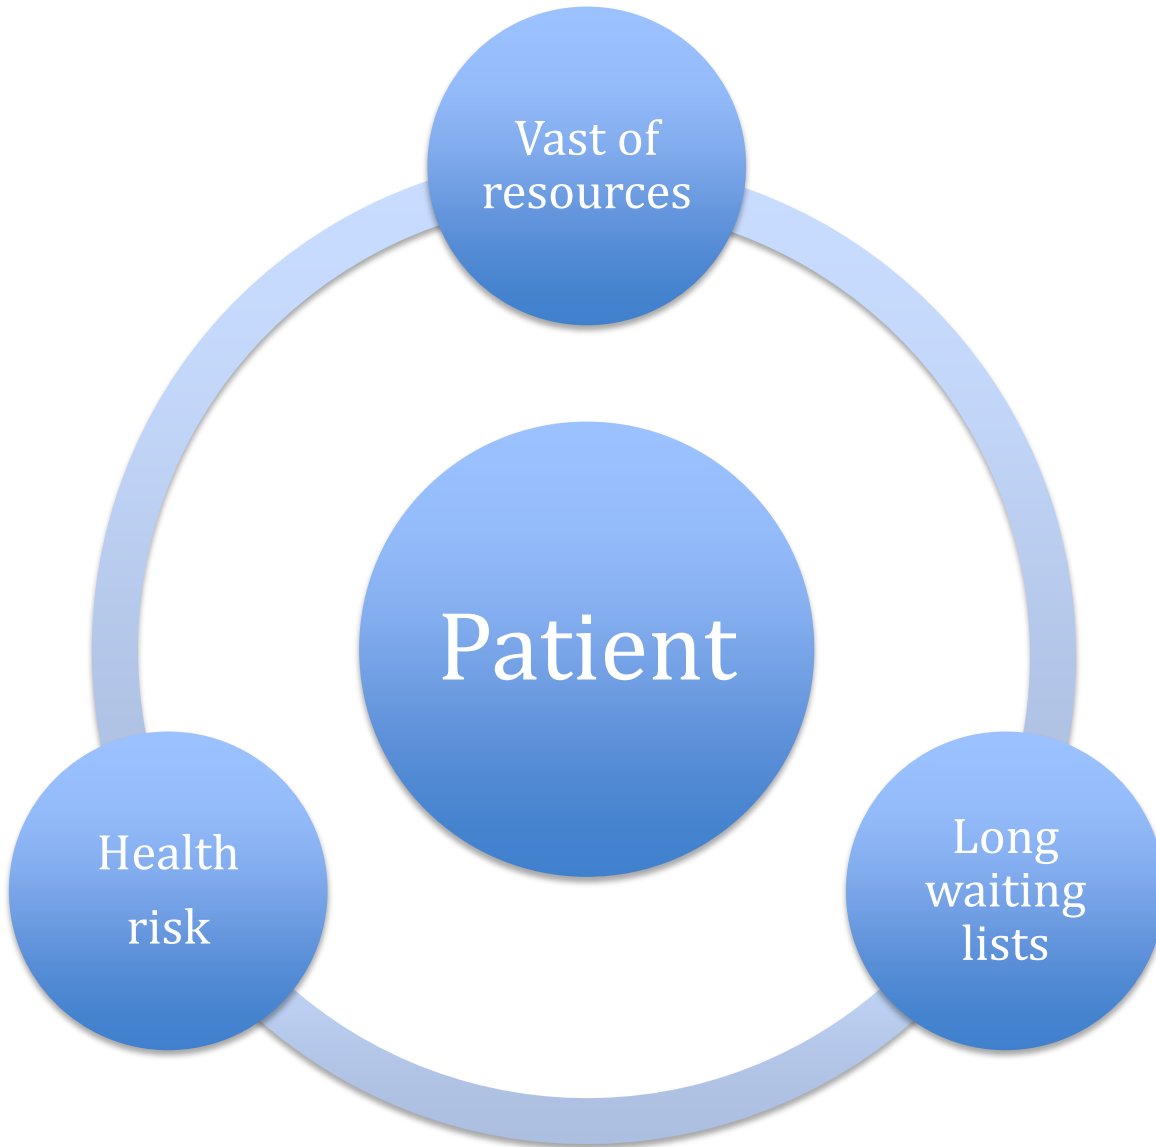 Vast of
resources
Patient
Health
risk
Long
waiting
lists